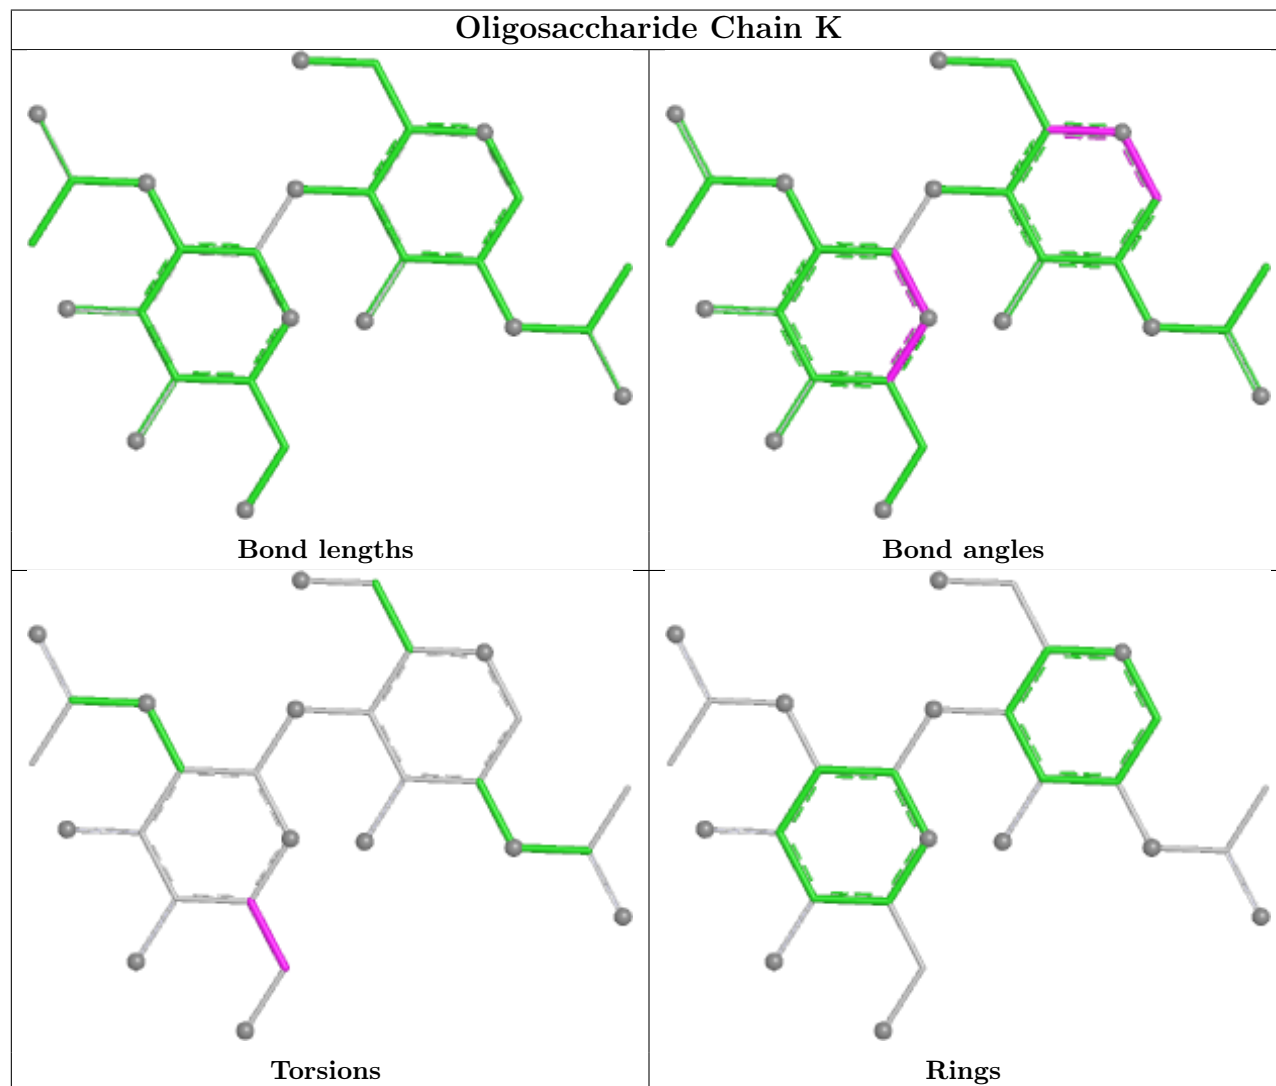 Oligosaccharide Chain K
Bond lengths
Bond angles
Torsions
Rings